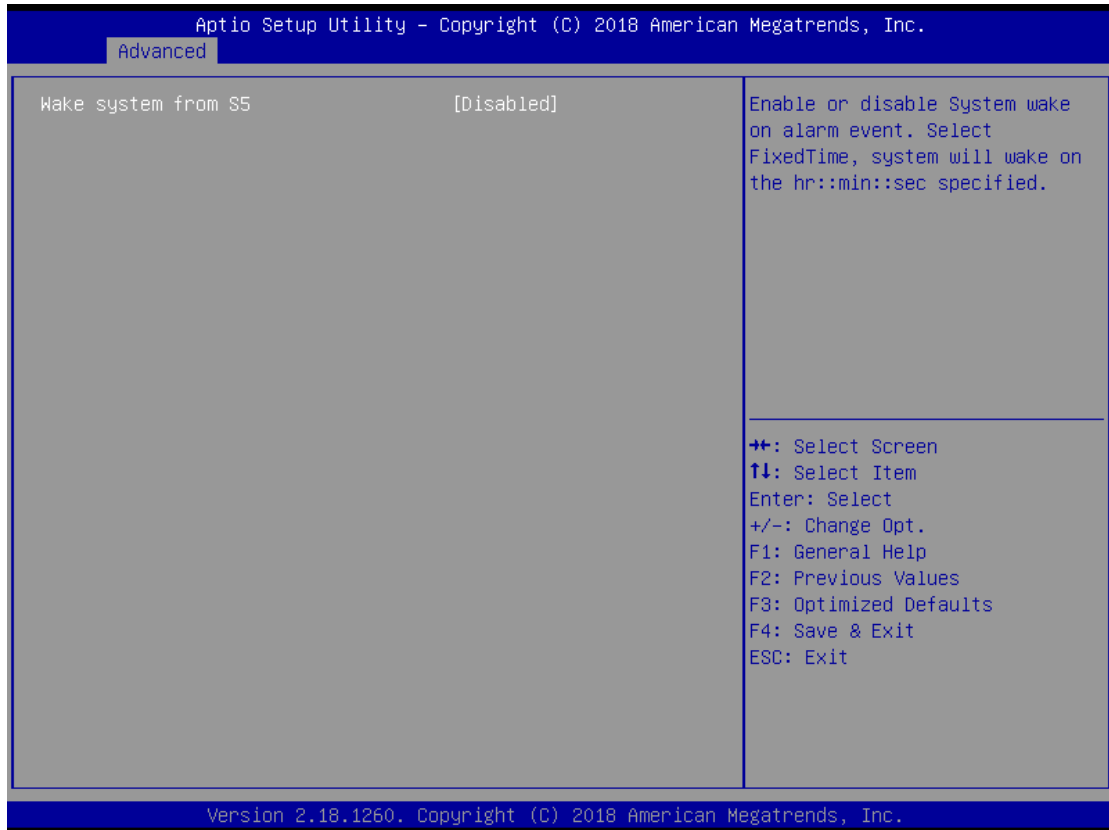 Aptio Setup Utility – Copyright (C) 2018 American Megatrends, Inc.
Advanced
Wake system from S5 [Disabled]
Enable or disable System wake
on alarm event. Select
FixedTime, system will wake on
the hr::min::sec specified.
→←: Select Screen
↑↓: Select Item
Enter: Select
+/-: Change Opt.
F1: General Help
F2: Previous Values
F3: Optimized Defaults
F4: Save & Exit
ESC: Exit
Version 2.18.1260. Copyright (C) 2018 American Megatrends, Inc.